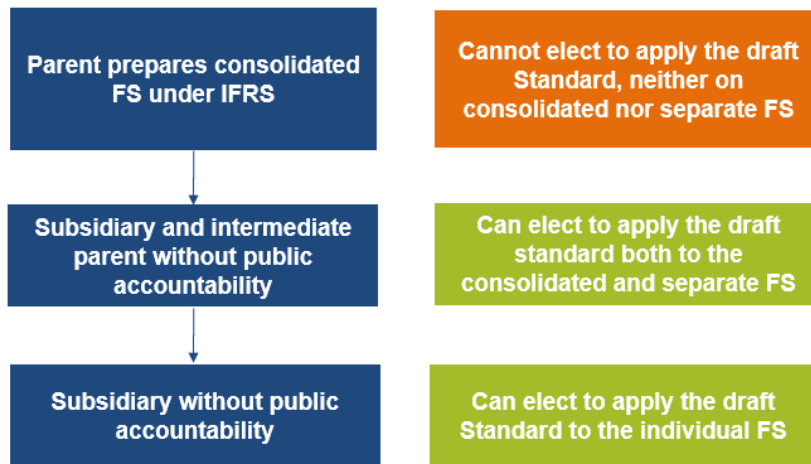 Parent prepares consolidated
FS under IFRS
Cannot elect to apply the draft
Standard, neither on
consolidated nor separate FS
Subsidiary and intermediate
parent without public
accountability
Can elect to apply the draft
standard both to the
consolidated and separate FS
Subsidiary without public
accountability
Can elect to apply the draft
Standard to the individual FS